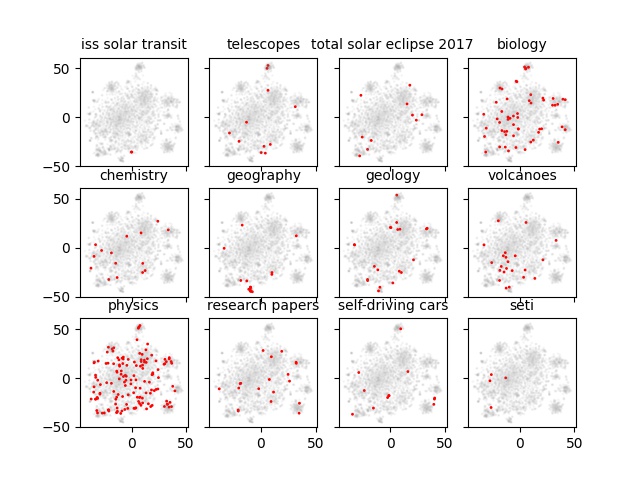 iss solar transit telescopes total solar eclipse 2017 biology
50
0
−50
chemistry geography geology volcanoes
50
0
−50
physics research papers self-driving cars seti
50
0
−50
0 50 0 50 0 50 0 50